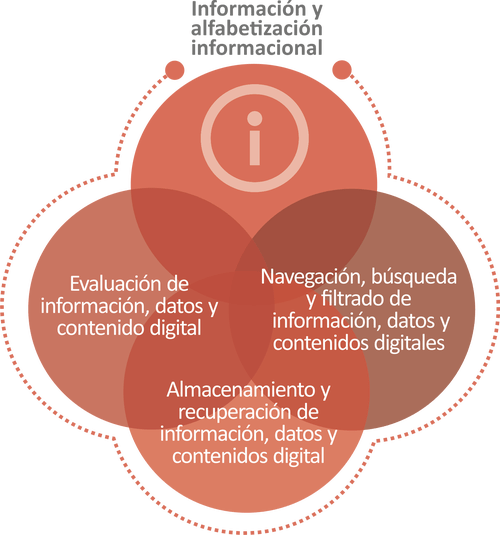 Información y
alfabetización
informacional
i
Evaluación de
información, datos y
contenido digital
Navegación, búsqueda
y filtrado de
información, datos y
contenidos digitales
Almacenamiento y
recuperación de
información, datos y
contenidos digital